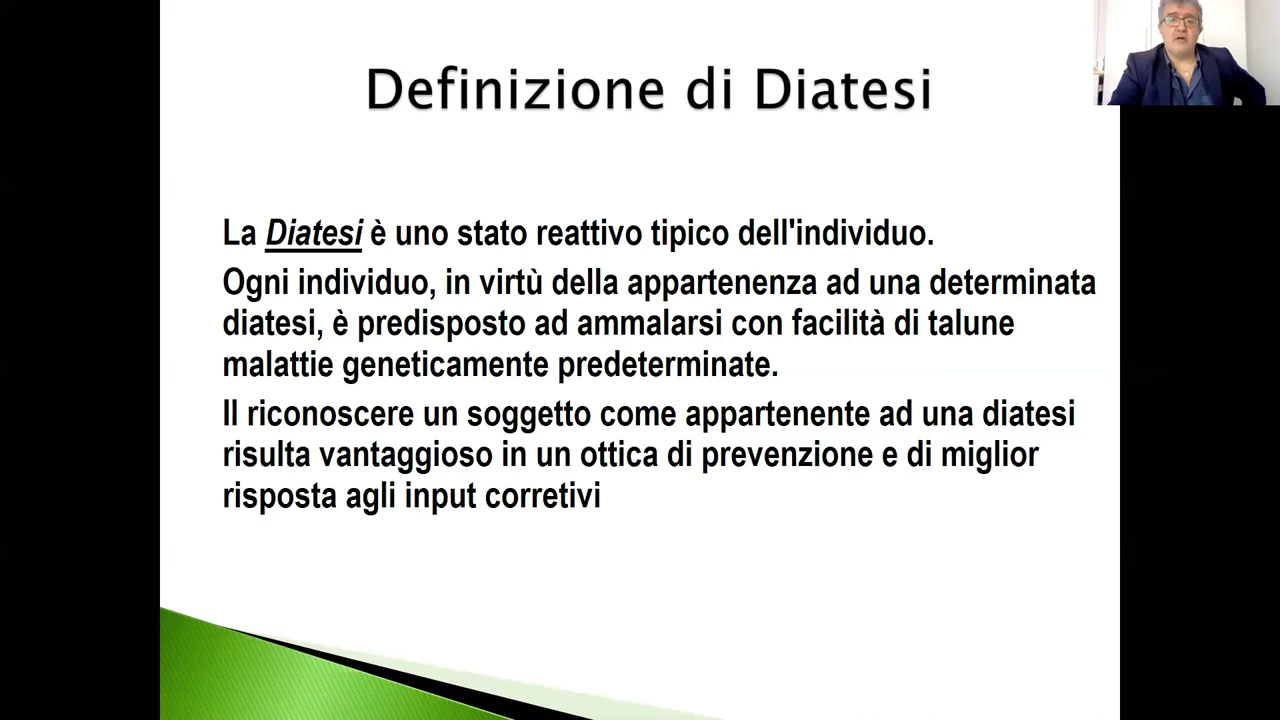 Definizione di Diatesi
La Diatesi è uno stato reattivo tipico dell'individuo.
Ogni individuo, in virtù della appartenenza ad una determinata
diatesi, è predisposto ad ammalarsi con facilità di talune
malattie geneticamente predeterminate.
Il riconoscere un soggetto come appartenente ad una diatesi
risulta vantaggioso in un ottica di prevenzione e di miglior
risposta agli input corretivi